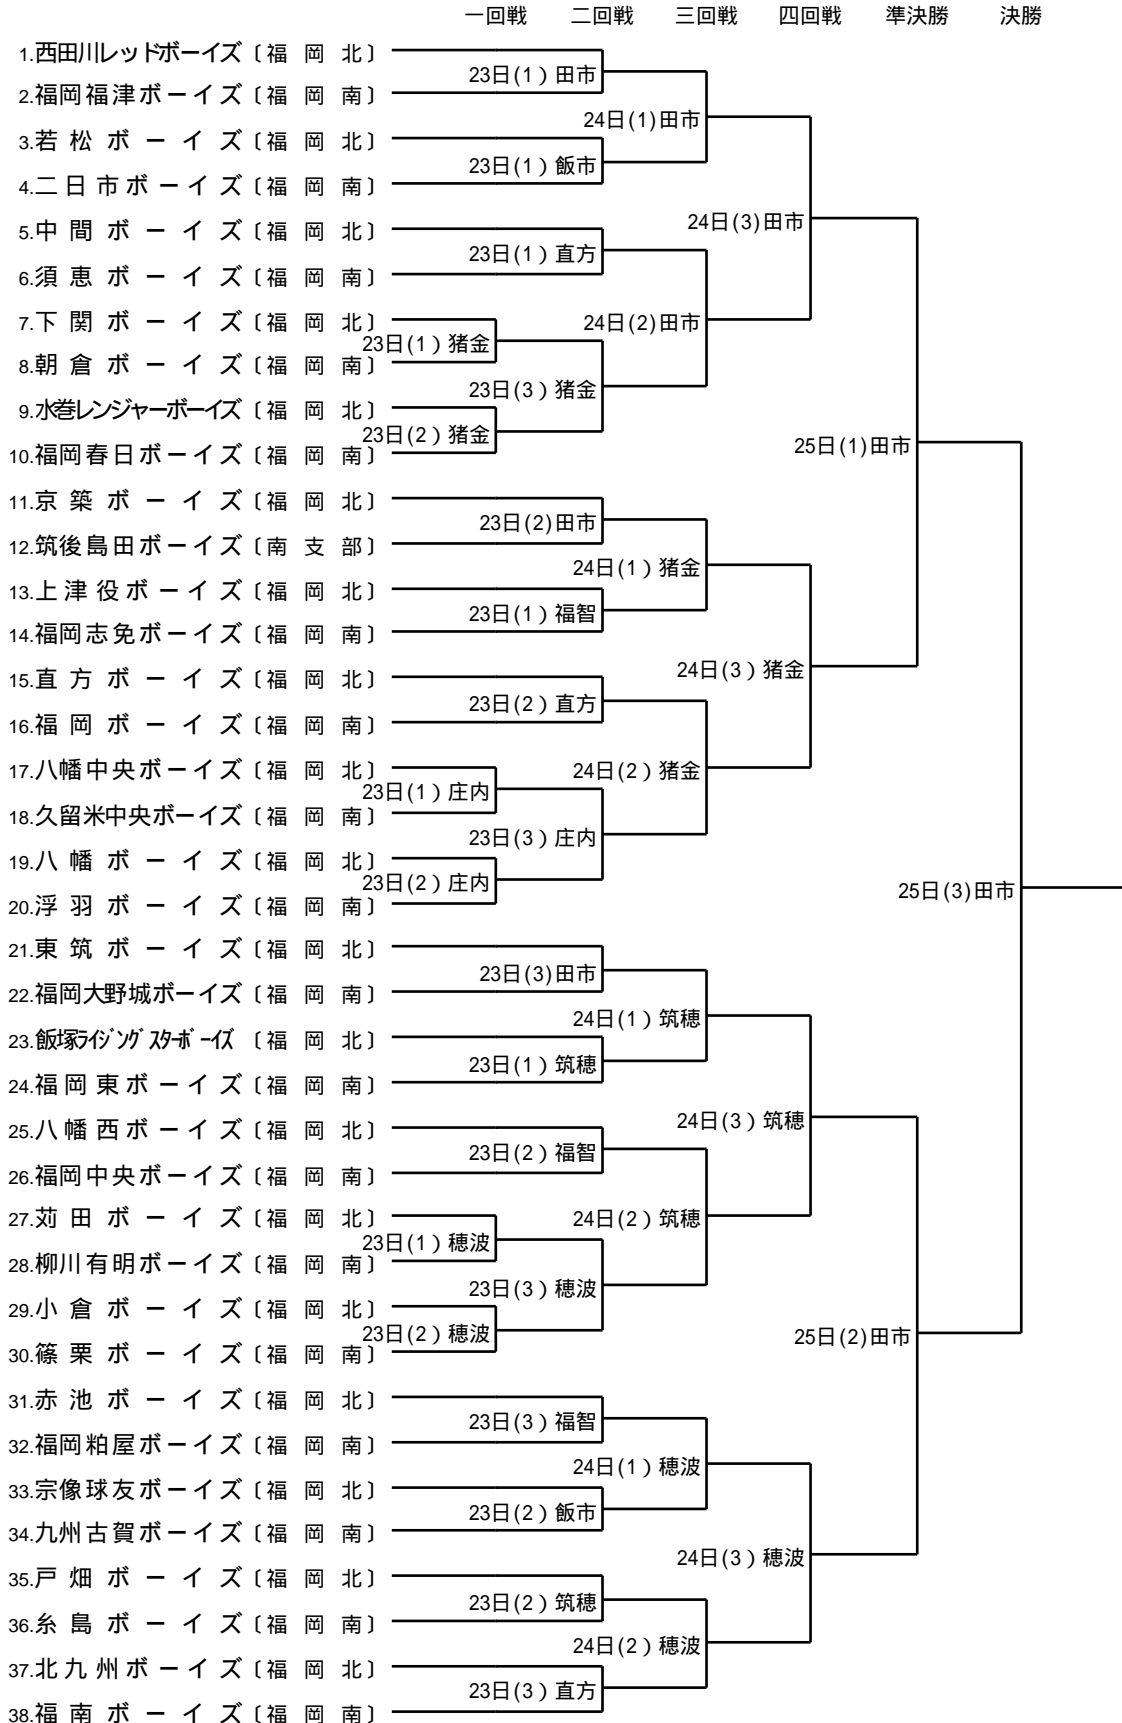 一回戦 二回戦 三回戦 四回戦 準決勝 決勝
1.西田川レッドボーイズ〔福岡北〕
23日(1)田市
2.福岡福津ボーイズ〔福岡南〕
24日(1)田市
3.若松ボーイズ〔福岡北〕
23日(1)飯市
4.二日市ボーイズ〔福岡南〕
24日(3)田市
5.中間ボーイズ〔福岡北〕
23日(1)直方
6.須恵ボーイズ〔福岡南〕
7.下関ボーイズ〔福岡北〕
24日(2)田市
23日(1)猪金
8.朝倉ボーイズ〔福岡南〕
23日(3)猪金
9.水巻レンジャーボーイズ〔福岡北〕
23日(2)猪金
25日(1)田市
10.福岡春日ボーイズ〔福岡南〕
11.京築ボーイズ〔福岡北〕
23日(2)田市
12.筑後島田ボーイズ〔南支部〕
24日(1)猪金
13.上津役ボーイズ〔福岡北〕
23日(1)福智
14.福岡志免ボーイズ〔福岡南〕
24日(3)猪金
15.直方ボーイズ〔福岡北〕
23日(2)直方
16.福岡ボーイズ〔福岡南〕
17.八幡中央ボーイズ〔福岡北〕
24日(2)猪金
23日(1)庄内
18.久留米中央ボーイズ〔福岡南〕
23日(3)庄内
19.八幡ボーイズ〔福岡北〕
23日(2)庄内
25日(3)田市
20.浮羽ボーイズ〔福岡南〕
21.東筑ボーイズ〔福岡北〕
23日(3)田市
22.福岡大野城ボーイズ〔福岡南〕
24日(1)筑穂
23.飯塚ライジングスターボーイズ〔福岡北〕
23日(1)筑穂
24.福岡東ボーイズ〔福岡南〕
24日(3)筑穂
25.八幡西ボーイズ〔福岡北〕
23日(2)福智
26.福岡中央ボーイズ〔福岡南〕
27.苅田ボーイズ〔福岡北〕
24日(2)筑穂
23日(1)穂波
28.柳川有明ボーイズ〔福岡南〕
23日(3)穂波
29.小倉ボーイズ〔福岡北〕
23日(2)穂波
25日(2)田市
30.篠栗ボーイズ〔福岡南〕
31.赤池ボーイズ〔福岡北〕
23日(3)福智
32.福岡粕屋ボーイズ〔福岡南〕
24日(1)穂波
33.宗像球友ボーイズ〔福岡北〕
23日(2)飯市
34.九州古賀ボーイズ〔福岡南〕
24日(3)穂波
35.戸畑ボーイズ〔福岡北〕
23日(2)筑穂
36.糸島ボーイズ〔福岡南〕
24日(2)穂波
37.北九州ボーイズ〔福岡北〕
23日(3)直方
38.福南ボーイズ〔福岡南〕